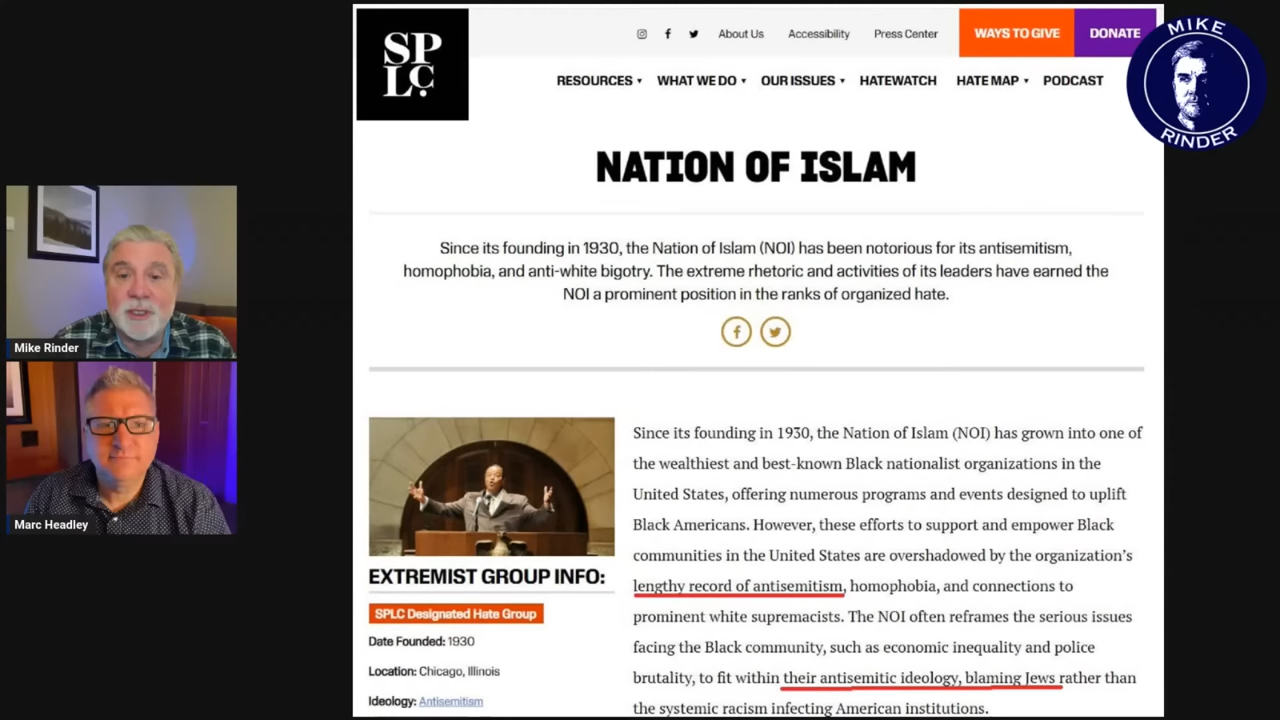 SP
LC
About Us Accessibility Press Center WAYS TO GIVE DONATE
RESOURCES WHAT WE DO OUR ISSUES HATEWATCH HATE MAP PODCAST
MIKE
RINDER
NATION OF ISLAM
Since its founding in 1930, the Nation of Islam (NOI) has been notorious for its antisemitism,
homophobia, and anti-white bigotry. The extreme rhetoric and activities of its leaders have earned the
NOI a prominent position in the ranks of organized hate.
Mike Rinder
Marc Headley
EXTREMIST GROUP INFO:
SPLC Designated Hate Group
Date Founded: 1930
Location: Chicago, Illinois
Ideology: Antisemitism
Since its founding in 1930, the Nation of Islam (NOI) has grown into one of
the wealthiest and best-known Black nationalist organizations in the
United States, offering numerous programs and events designed to uplift
Black Americans. However, these efforts to support and empower Black
communities in the United States are overshadowed by the organization’s
lengthy record of antisemitism, homophobia, and connections to
prominent white supremacists. The NOI often reframes the serious issues
facing the Black community, such as economic inequality and police
brutality, to fit within their antisemitic ideology, blaming Jews rather than
the systemic racism infecting American institutions.